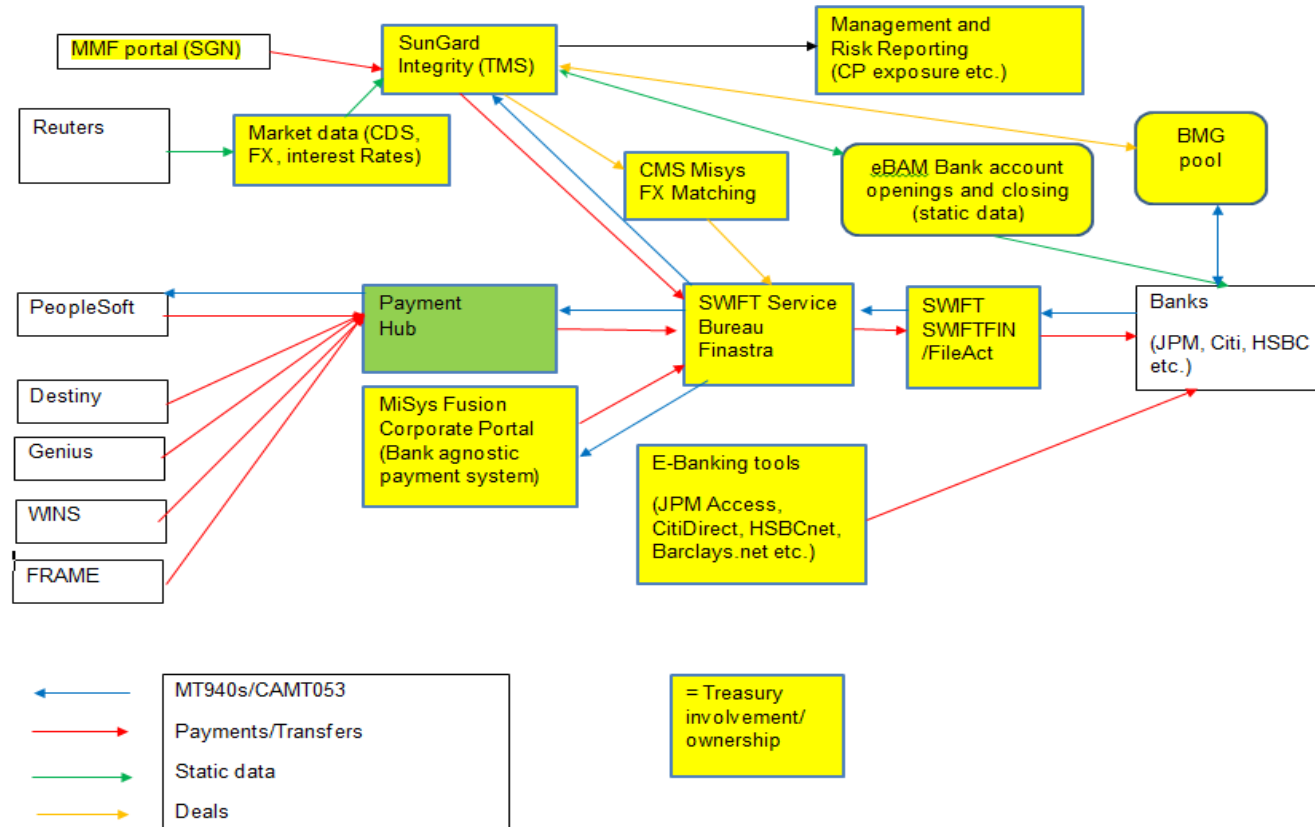 MMF portal (SGN)
SunGard
Integrity (TMS)
Management and
Risk Reporting
(CP exposure etc.)
Reuters
Market data (CDS,
FX, interest Rates)
CMS Misys
FX Matching
eBAM Bank account
openings and closing
(static data)
BMG
pool
PeopleSoft
Payment
Hub
SWIFT Service
Bureau
Finastra
SWIFT
SWIFTFIN
/FileAct
Banks
(JPM, Citi, HSBC
etc.)
Destiny
Genius
WINS
FRAME
MiSys Fusion
Corporate Portal
(Bank agnostic
payment system)
E-Banking tools
(JPM Access,
CitiDirect, HSBCnet,
Barclays.net etc.)
MT940s/CAMT053
Payments/Transfers
Static data
Deals
= Treasury
involvement/
ownership